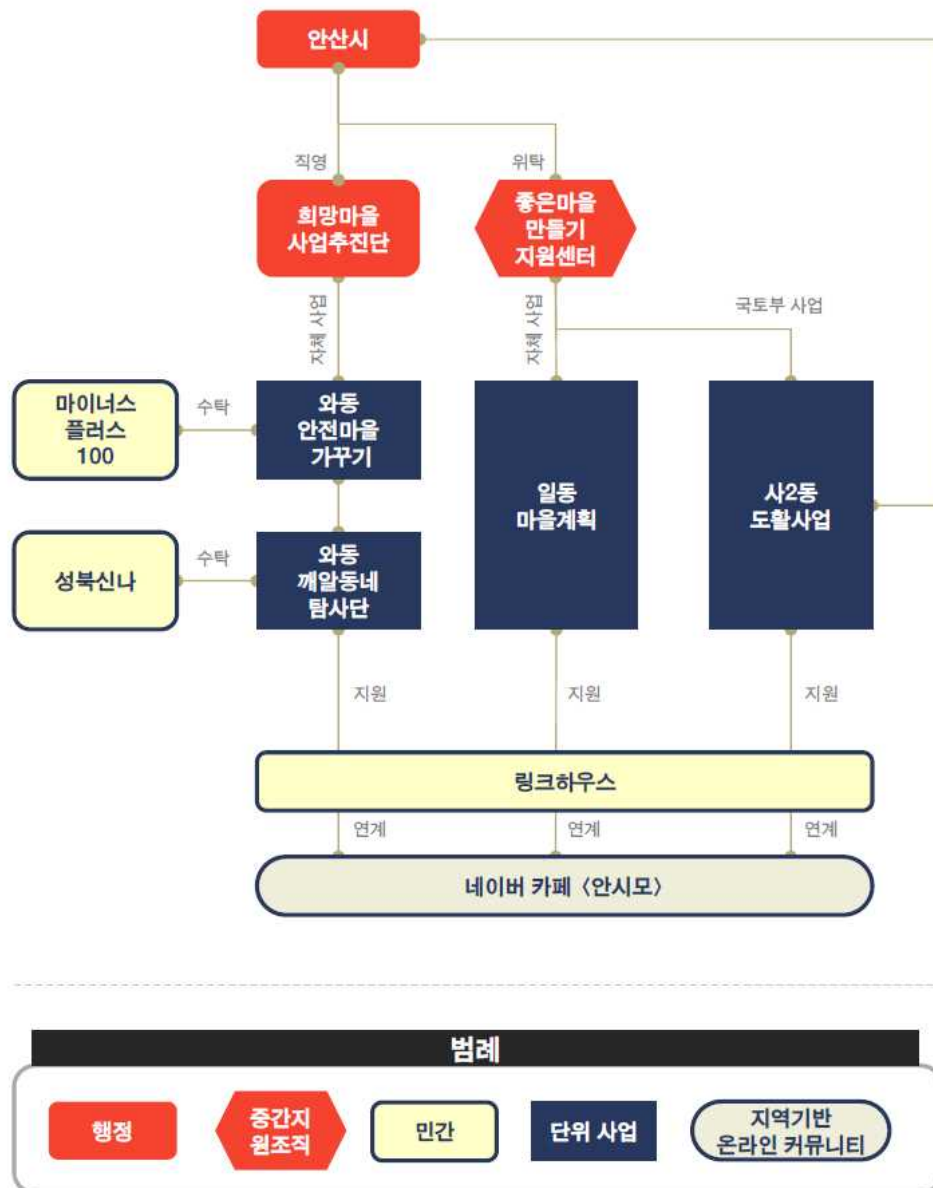 안산시
직영
위탁
희망마을
사업추진단
좋은마을
만들기
지원센터
자체 사업
자체 사업
국토부 사업
마이너스
플러스
100
수탁
와동
안전마을
가꾸기
일동
마을계획
사2동
도활사업
성북신나
수탁
와동
깨알동네
탐사단
지원
지원
지원
링크하우스
연계
연계
연계
네이버 카페 〈안시모〉
범례
행정
중간지
원조직
민간
단위 사업
지역기반
온라인 커뮤니티